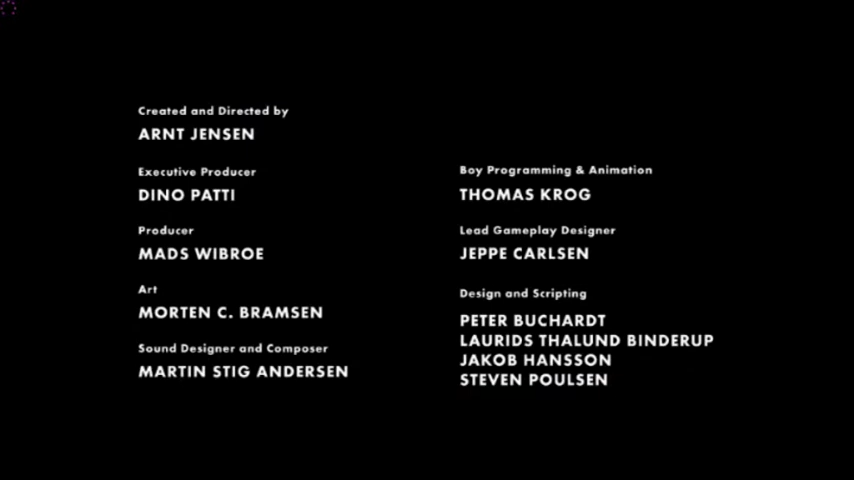 Created and Directed by
ARNT JENSEN
Executive Producer
DINO PATTI
Producer
MADS WIBROE
Art
MORTEN C. BRAMSEN
Sound Designer and Composer
MARTIN STIG ANDERSEN
Boy Programming & Animation
THOMAS KROG
Lead Gameplay Designer
JEPPE CARLSEN
Design and Scripting
PETER BUCHARDT
LAURIDS THALUND BINDERUP
JAKOB HANSSON
STEVEN POULSEN